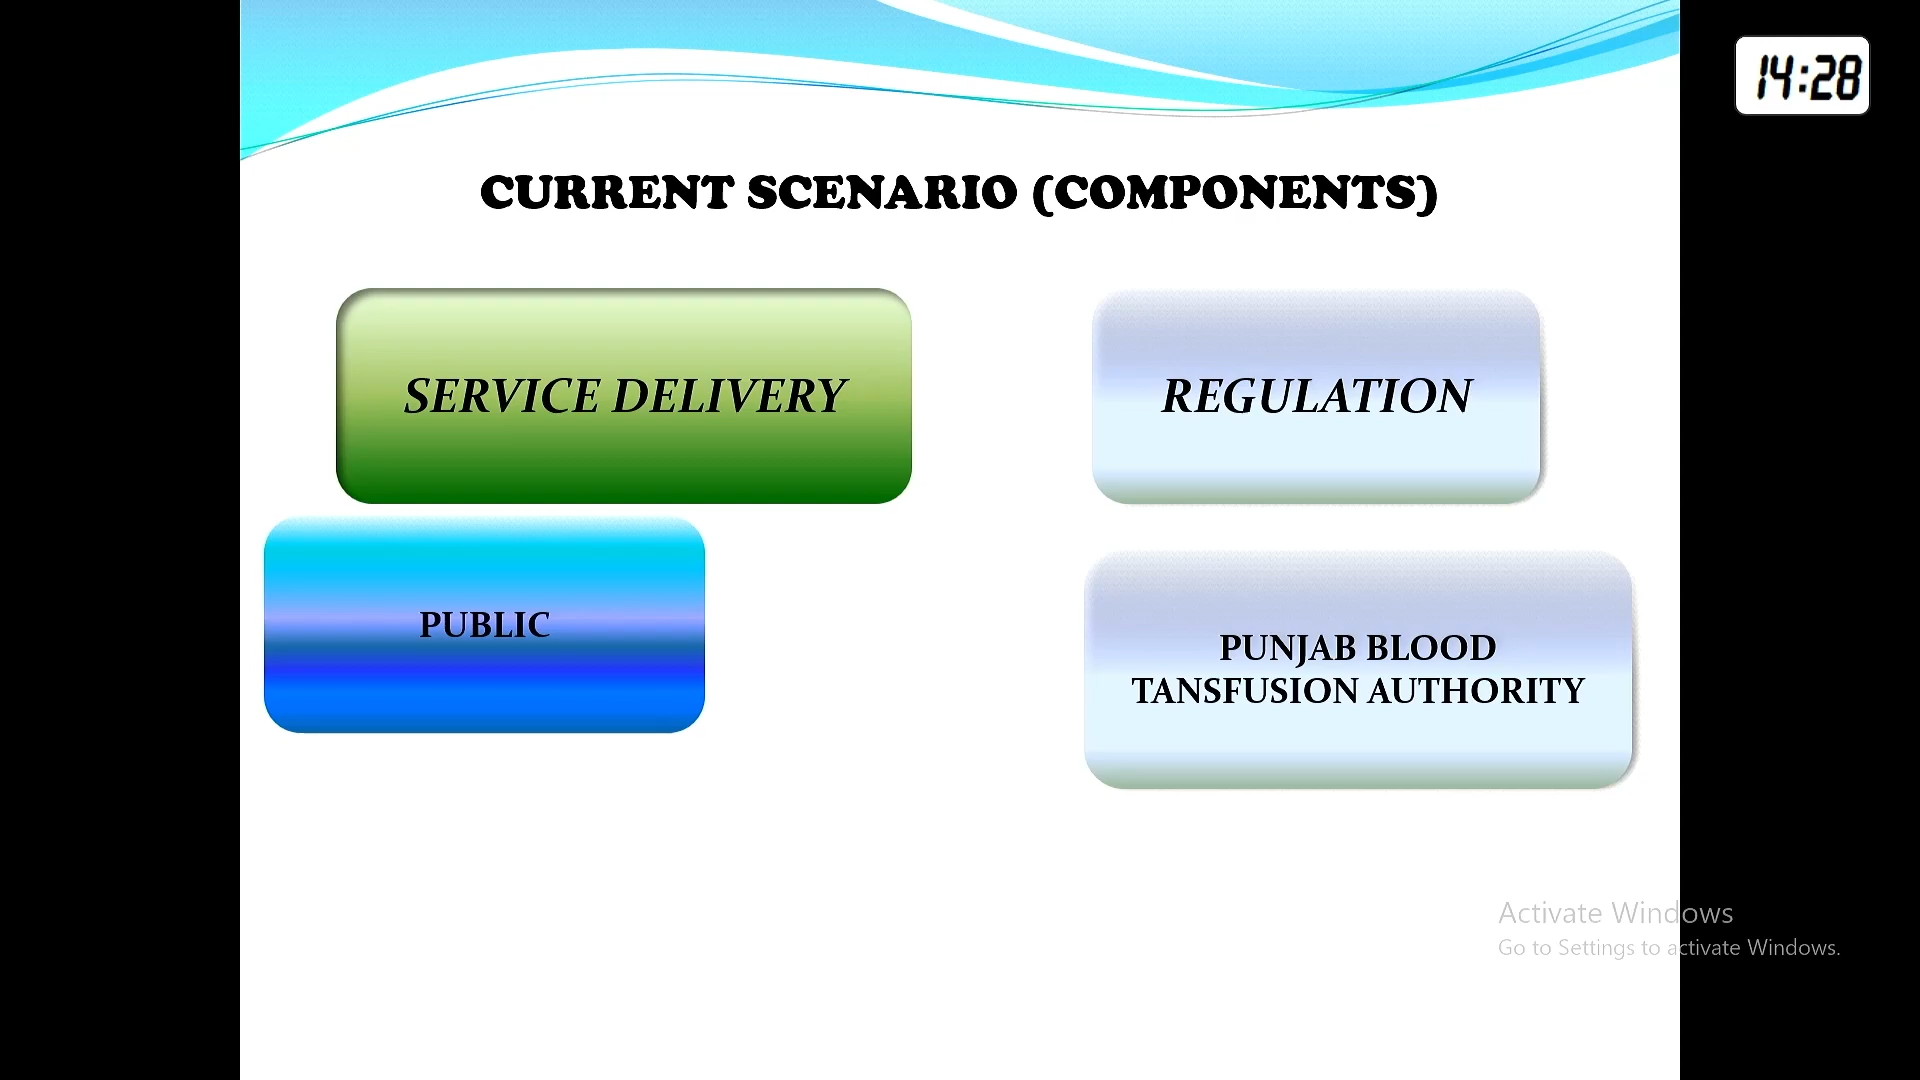 14:28
CURRENT SCENARIO (COMPONENTS)
SERVICE DELIVERY
REGULATION
PUBLIC
PUNJAB BLOOD
TANSFUSION AUTHORITY
Activate Windows
Go to Settings to activate Windows.